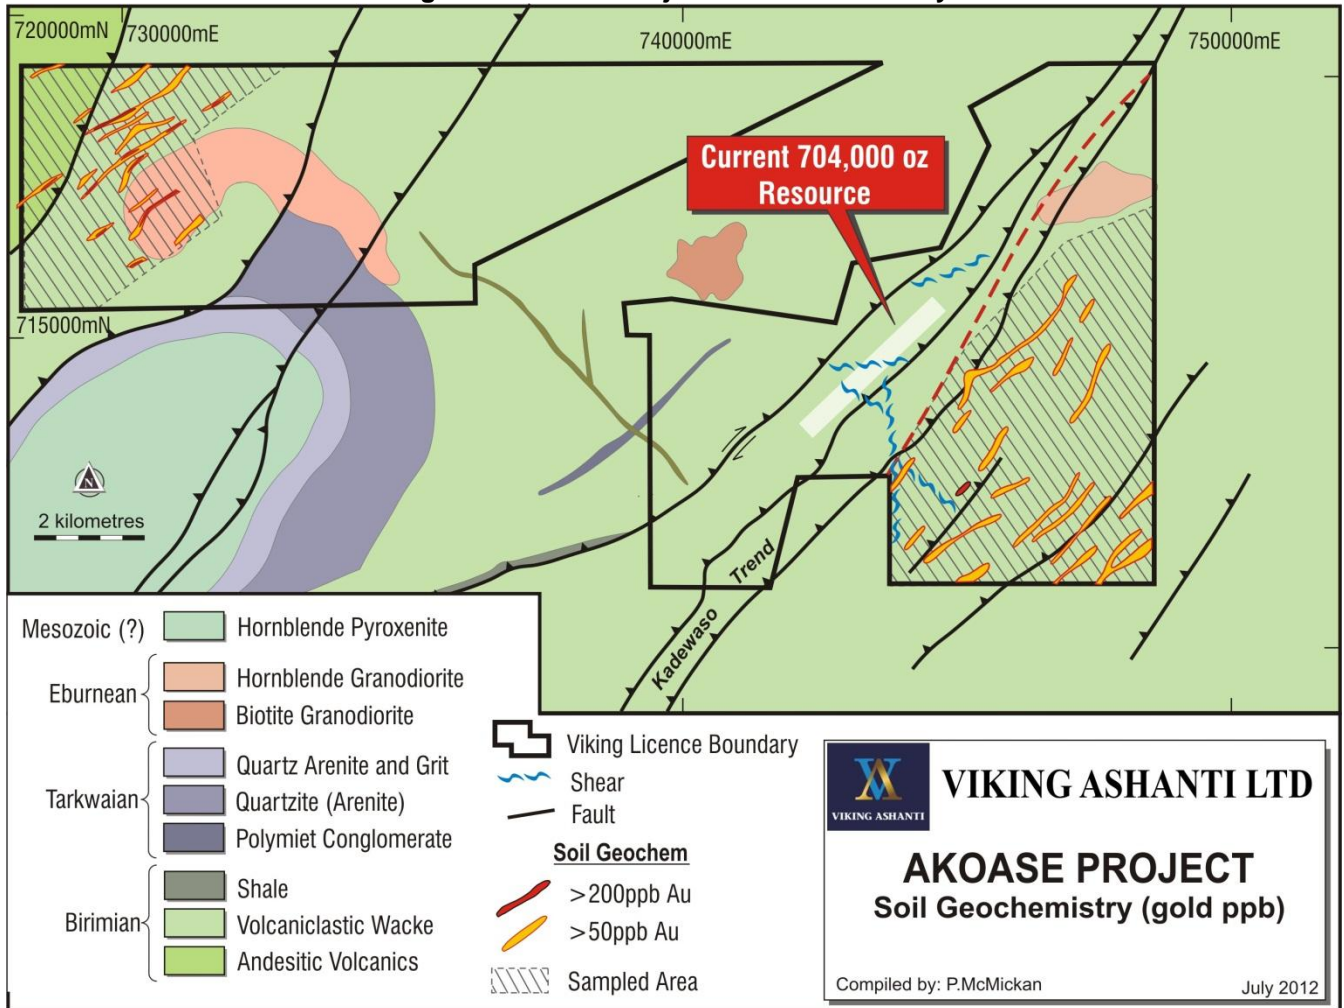 720000mN
730000mE
740000mE
750000mE
Current 704,000 oz
Resource
715000mN
N
2 kilometres
Kadewaso Trend
Mesozoic (?)
Hornblende Pyroxenite
Eburnean
Hornblende Granodiorite
Biotite Granodiorite
Tarkwaian
Quartz Arenite and Grit
Quartzite (Arenite)
Polymiet Conglomerate
Birimian
Shale
Volcaniclastic Wacke
Andesitic Volcanics
Viking Licence Boundary
Shear
Fault
Soil Geochem
>200ppb Au
>50ppb Au
Sampled Area
VIKING ASHANTI
VIKING ASHANTI LTD
AKOASE PROJECT
Soil Geochemistry (gold ppb)
Compiled by: P.McMickan
July 2012